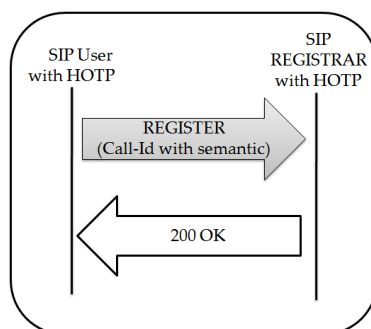 SIP User
with HOTP
SIP
REGISTRAR
with HOTP
REGISTER
(Call-Id with semantic)
200 OK